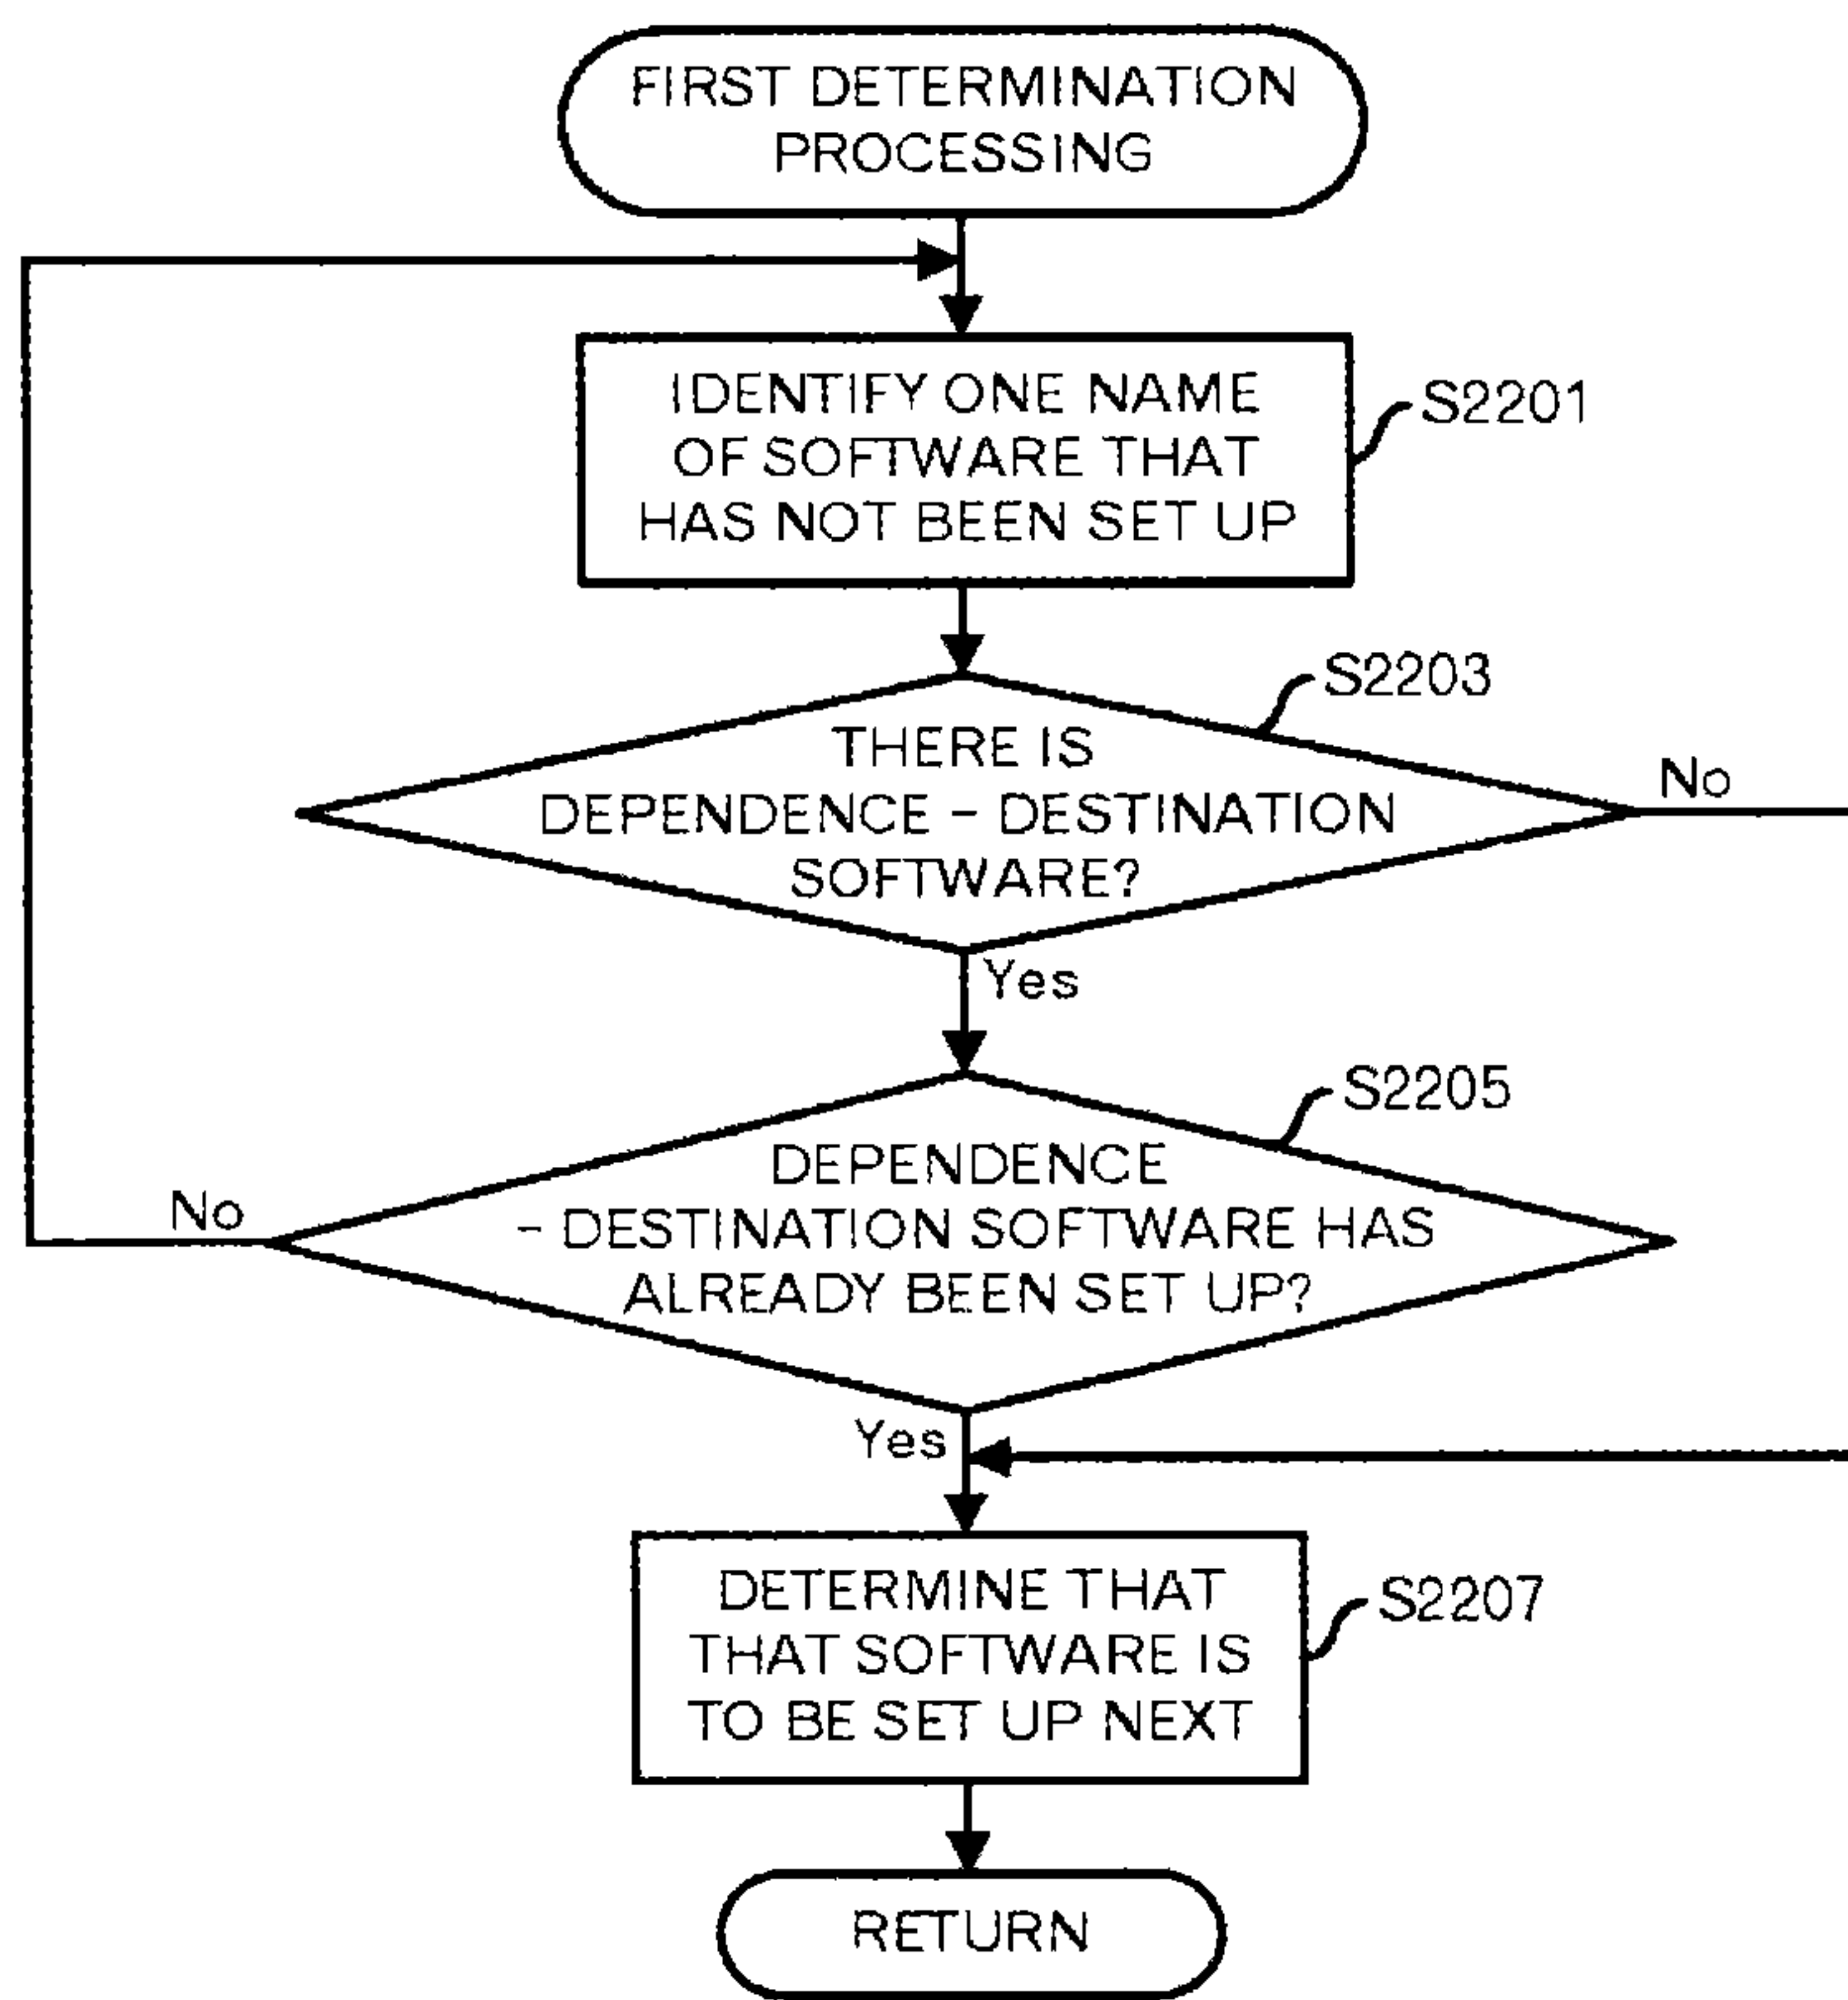 FIRST DETERMINATION
PROCESSING
IDENTIFY ONE NAME
OF SOFTWARE THAT
HAS NOT BEEN SET UP
S2201
S2203
THERE IS
DEPENDENCE - DESTINATION
SOFTWARE?
No
Yes
S2205
DEPENDENCE
- DESTINATION SOFTWARE HAS
ALREADY BEEN SET UP?
No
Yes
DETERMINE THAT
THAT SOFTWARE IS
TO BE SET UP NEXT
S2207
RETURN